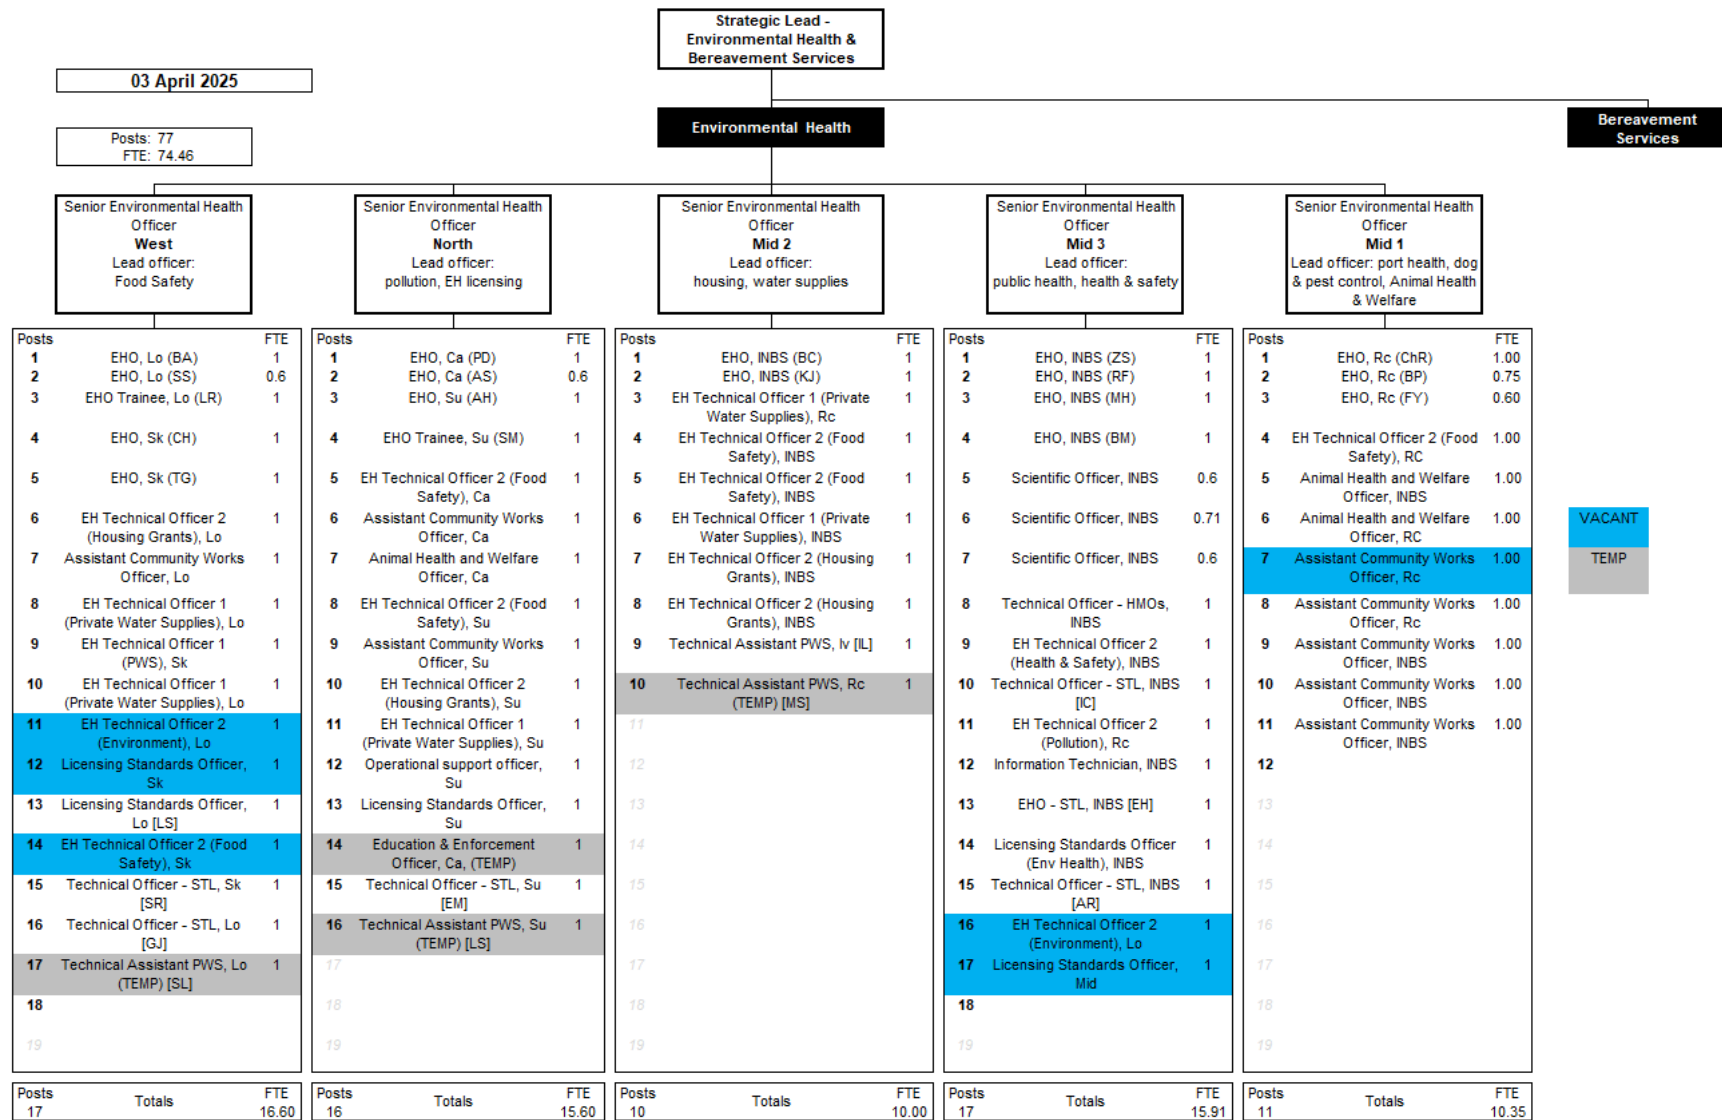 Strategic Lead -
Environmental Health &
Bereavement Services
03 April 2025
Posts: 77
FTE: 74.46
Environmental Health
Bereavement
Services
Senior Environmental Health
Officer
West
Lead officer:
Food Safety
Senior Environmental Health
Officer
North
Lead officer:
pollution, EH licensing
Senior Environmental Health
Officer
Mid 2
Lead officer:
housing, water supplies
Senior Environmental Health
Officer
Mid 3
Lead officer:
public health, health & safety
Senior Environmental Health
Officer
Mid 1
Lead officer: port health, dog
& pest control, Animal Health
& Welfare
Posts FTE
1 EHO, Lo (BA) 1
2 EHO, Lo (SS) 0.6
3 EHO Trainee, Lo (LR) 1
4 EHO, Sk (CH) 1
5 EHO, Sk (TG) 1
6 EH Technical Officer 2 1
(Housing Grants), Lo
7 Assistant Community Works 1
Officer, Lo
8 EH Technical Officer 1 1
(Private Water Supplies), Lo
9 EH Technical Officer 1 1
(PWS), Sk
10 EH Technical Officer 1 1
(Private Water Supplies), Lo
11 EH Technical Officer 2 1
(Environment), Lo
12 Licensing Standards Officer, 1
Sk
13 Licensing Standards Officer, 1
Lo [LS]
14 EH Technical Officer 2 (Food 1
Safety), Sk
15 Technical Officer - STL, Sk 1
[SR]
16 Technical Officer - STL, Lo 1
[GJ]
17 Technical Assistant PWS, Lo 1
(TEMP) [SL]
18
19
Posts Totals FTE
17 16.60
Posts FTE
1 EHO, Ca (PD) 1
2 EHO, Ca (AS) 0.6
3 EHO, Su (AH) 1
4 EHO Trainee, Su (SM) 1
5 EH Technical Officer 2 (Food 1
Safety), Ca
6 Assistant Community Works 1
Officer, Ca
7 Animal Health and Welfare 1
Officer, Ca
8 EH Technical Officer 2 (Food 1
Safety), Su
9 Assistant Community Works 1
Officer, Su
10 EH Technical Officer 2 1
(Housing Grants), Su
11 EH Technical Officer 1 1
(Private Water Supplies), Su
12 Operational support officer, 1
Su
13 Licensing Standards Officer, 1
Su
14 Education & Enforcement 1
Officer, Ca, (TEMP)
15 Technical Officer - STL, Su 1
[EM]
16 Technical Assistant PWS, Su 1
(TEMP) [LS]
17
18
19
Posts Totals FTE
16 15.60
Posts FTE
1 EHO, INBS (BC) 1
2 EHO, INBS (KJ) 1
3 EH Technical Officer 1 (Private 1
Water Supplies), Rc
4 EH Technical Officer 2 (Food 1
Safety), INBS
5 EH Technical Officer 2 (Food 1
Safety), INBS
6 EH Technical Officer 1 (Private 1
Water Supplies), INBS
7 EH Technical Officer 2 (Housing 1
Grants), INBS
8 EH Technical Officer 2 (Housing 1
Grants), INBS
9 Technical Assistant PWS, Iv [IL] 1
10 Technical Assistant PWS, Rc 1
(TEMP) [MS]
11
12
13
14
15
16
17
18
19
Posts Totals FTE
10 10.00
Posts FTE
1 EHO, INBS (ZS) 1
2 EHO, INBS (RF) 1
3 EHO, INBS (MH) 1
4 EHO, INBS (BM) 1
5 Scientific Officer, INBS 0.6
6 Scientific Officer, INBS 0.71
7 Scientific Officer, INBS 0.6
8 Technical Officer - HMOs, 1
INBS
9 EH Technical Officer 2 1
(Health & Safety), INBS
10 Technical Officer - STL, INBS 1
[IC]
11 EH Technical Officer 2 1
(Pollution), Rc
12 Information Technician, INBS 1
13 EHO - STL, INBS [EH] 1
14 Licensing Standards Officer 1
(Env Health), INBS
15 Technical Officer - STL, INBS 1
[AR]
16 EH Technical Officer 2 1
(Environment), Lo
17 Licensing Standards Officer, 1
Mid
18
19
Posts Totals FTE
17 15.91
Posts FTE
1 EHO, Rc (ChR) 1.00
2 EHO, Rc (BP) 0.75
3 EHO, Rc (FY) 0.60
4 EH Technical Officer 2 (Food 1.00
Safety), RC
5 Animal Health and Welfare 1.00
Officer, INBS
6 Animal Health and Welfare 1.00
Officer, RC
7 Assistant Community Works 1.00
Officer, Rc
8 Assistant Community Works 1.00
Officer, Rc
9 Assistant Community Works 1.00
Officer, INBS
10 Assistant Community Works 1.00
Officer, INBS
11 Assistant Community Works 1.00
Officer, INBS
12
13
14
15
16
17
18
19
Posts Totals FTE
11 10.35
VACANT
TEMP